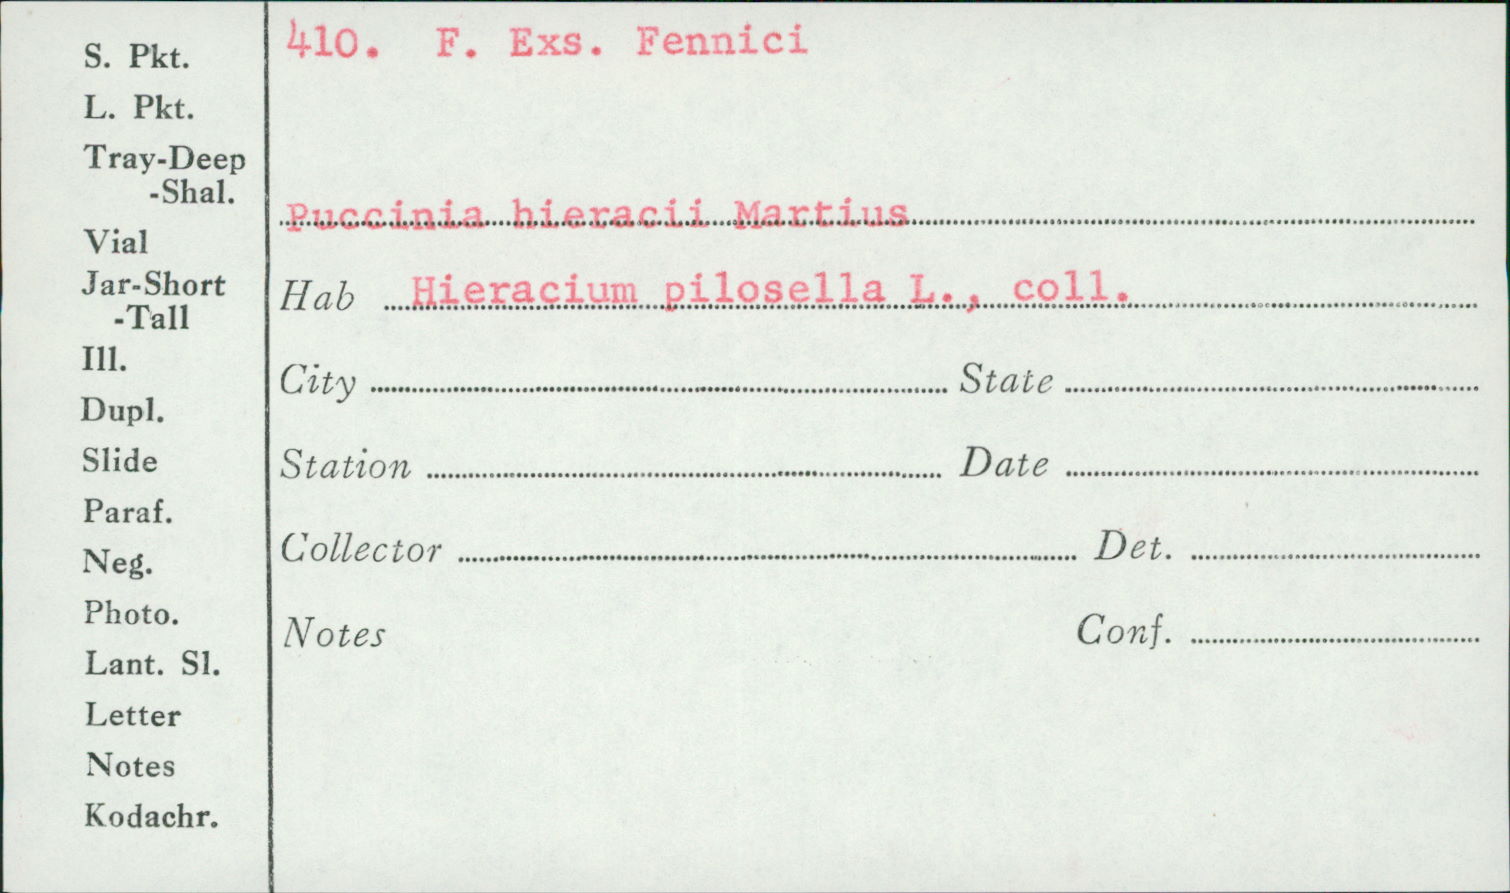 410. F. Exs. Fennici
Puccinia hieracii Martius
Hab Hieracium pilosella L., coll.
City State
Station Date
Collector Det.
Notes Conf.
S. Pkt.
L. Pkt.
Tray-Deep
-Shal.
Vial
Jar-Short
-Tall
Ill.
Dupl.
Slide
Paraf.
Neg.
Photo.
Lant. Sl.
Letter
Notes
Kodachr.